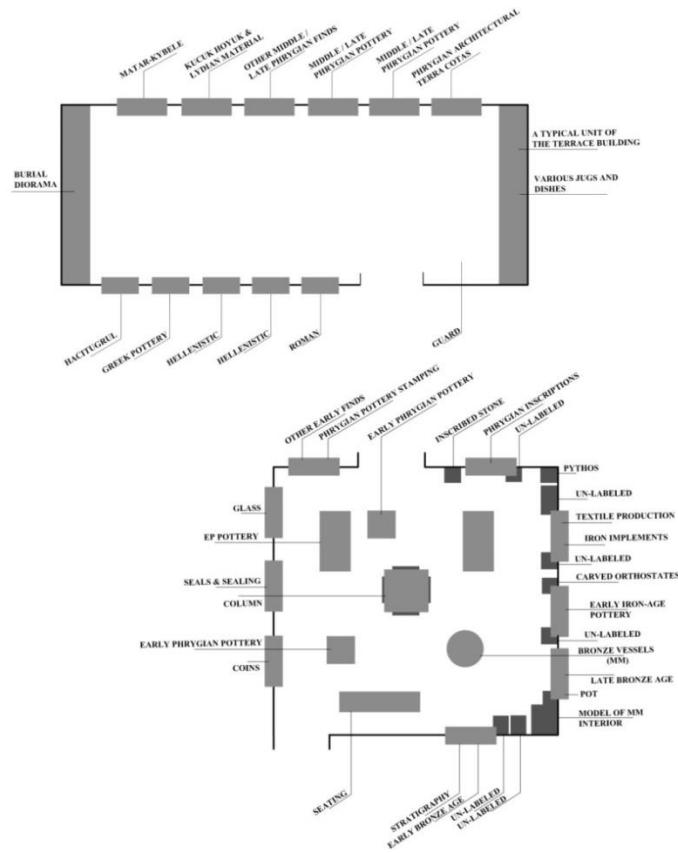 MATAR-KYBELE
KUCUK HOYUK &
LYDIAN MATERIAL
OTHER MIDDLE /
LATE PHRYGIAN FINDS
MIDDLE / LATE
PHRYGIAN POTTERY
MIDDLE / LATE
PHRYGIAN POTTERY
PHRYGIAN ARCHITECTURAL
TERRA COTAS
BURIAL
DIORAMA
A TYPICAL UNIT OF
THE TERRACE BUILDING
VARIOUS JUGS AND
DISHES
HACITUGRUL
GREEK POTTERY
HELLENISTIC
HELLENISTIC
ROMAN
GUARD
OTHER EARLY FINDS
PHRYGIAN POTTERY STAMPING
EARLY PHRYGIAN POTTERY
INSCRIBED STONE
PHRYGIAN INSCRIPTIONS
UN-LABELED
PYTHOS
UN-LABELED
TEXTILE PRODUCTION
IRON IMPLEMENTS
UN-LABELED
CARVED ORTHOSTATES
EARLY IRON-AGE
POTTERY
UN-LABELED
BRONZE VESSELS
(MM)
LATE BRONZE AGE
POT
MODEL OF MM
INTERIOR
GLASS
EP POTTERY
SEALS & SEALING
COLUMN
EARLY PHRYGIAN POTTERY
COINS
SEATING
STRATIGRAPHY
EARLY BRONZE AGE
UN-LABELED
UN-LABELED